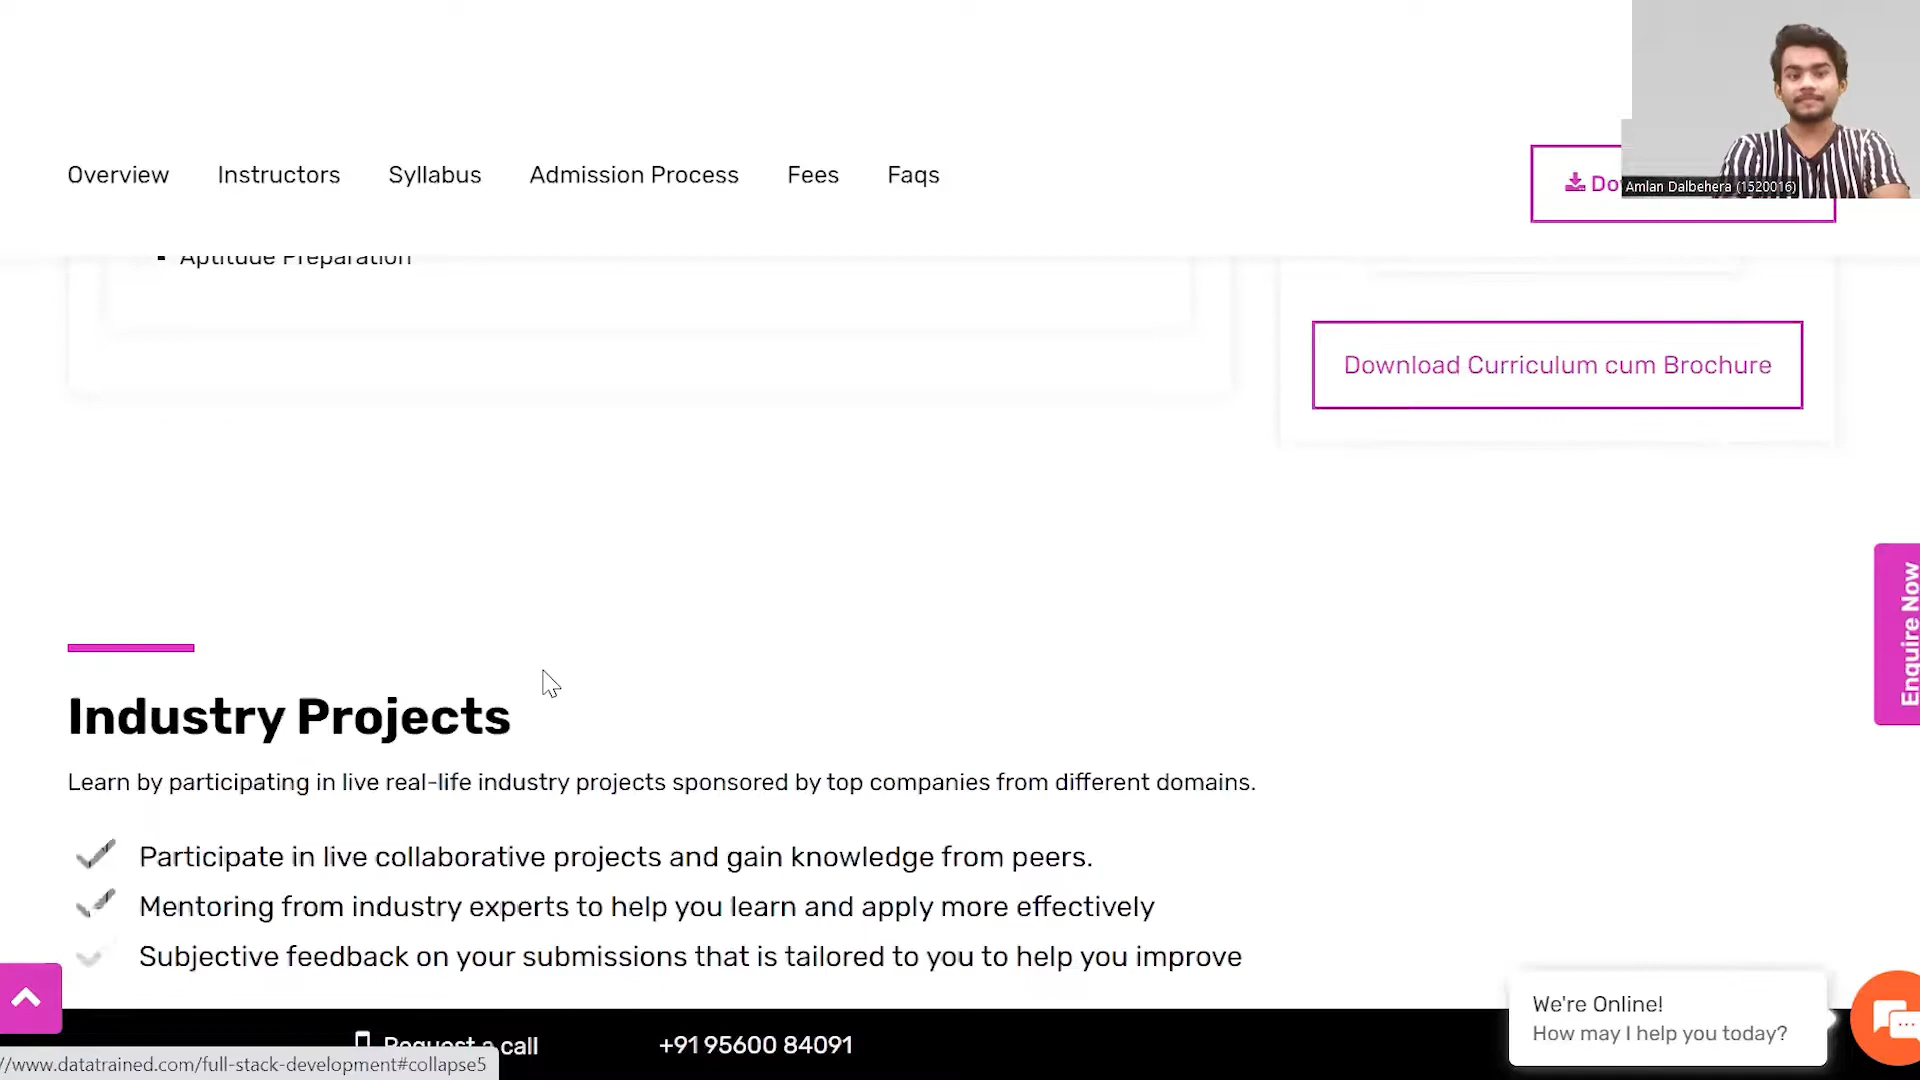 Overview Instructors Syllabus Admission Process Fees Faqs
Do
Amlan Dalbehera (1520016)
Aptitude Preparation
Download Curriculum cum Brochure
Enquire Now
Industry Projects
Learn by participating in live real-life industry projects sponsored by top companies from different domains.
Participate in live collaborative projects and gain knowledge from peers.
Mentoring from industry experts to help you learn and apply more effectively
Subjective feedback on your submissions that is tailored to you to help you improve
We're Online!
How may I help you today?
Request a call +91 95600 84091
//www.datatrained.com/full-stack-development#collapse5